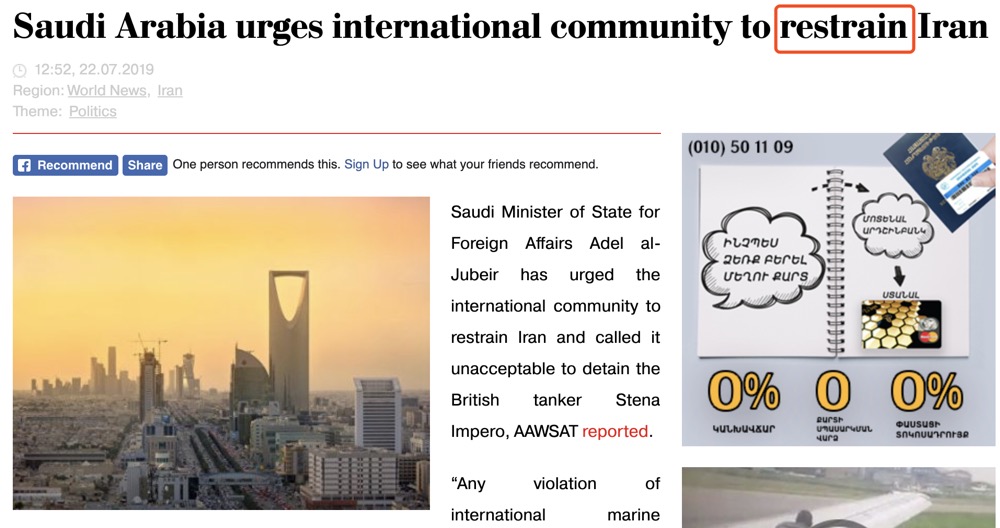 Saudi Arabia urges international community to restrain Iran
12:52, 22.07.2019
Region: World News, Iran
Theme: Politics
Recommend Share One person recommends this. Sign Up to see what your friends recommend.
Saudi Minister of State for
Foreign Affairs Adel al-
Jubeir has urged the
international community to
restrain Iran and called it
unacceptable to detain the
British tanker Stena
Impero, AAWSAT reported.
“Any violation of
international marine
(010) 50 11 09
ԻՆՉՊԵՍ
ՁԵՌՔ ԲԵՐԵԼ
ՄԵՂՈՒ ՔԱՐՏ
ՄՈՏԵՆԱԼ
ԱՐԴՇԻՆԲԱՆԿ
ՍՏԱՆԱԼ
0%
ԿԱՆԽԱՎՃԱՐ
0
ՔԱՐՏԻ
ՍՊԱՍԱՐԿՄԱՆ
ՎԱՐՁ
0%
ՓԱՍՏԱՑԻ
ՏՈԿՈՍԱԴՐՈՒՅՔ